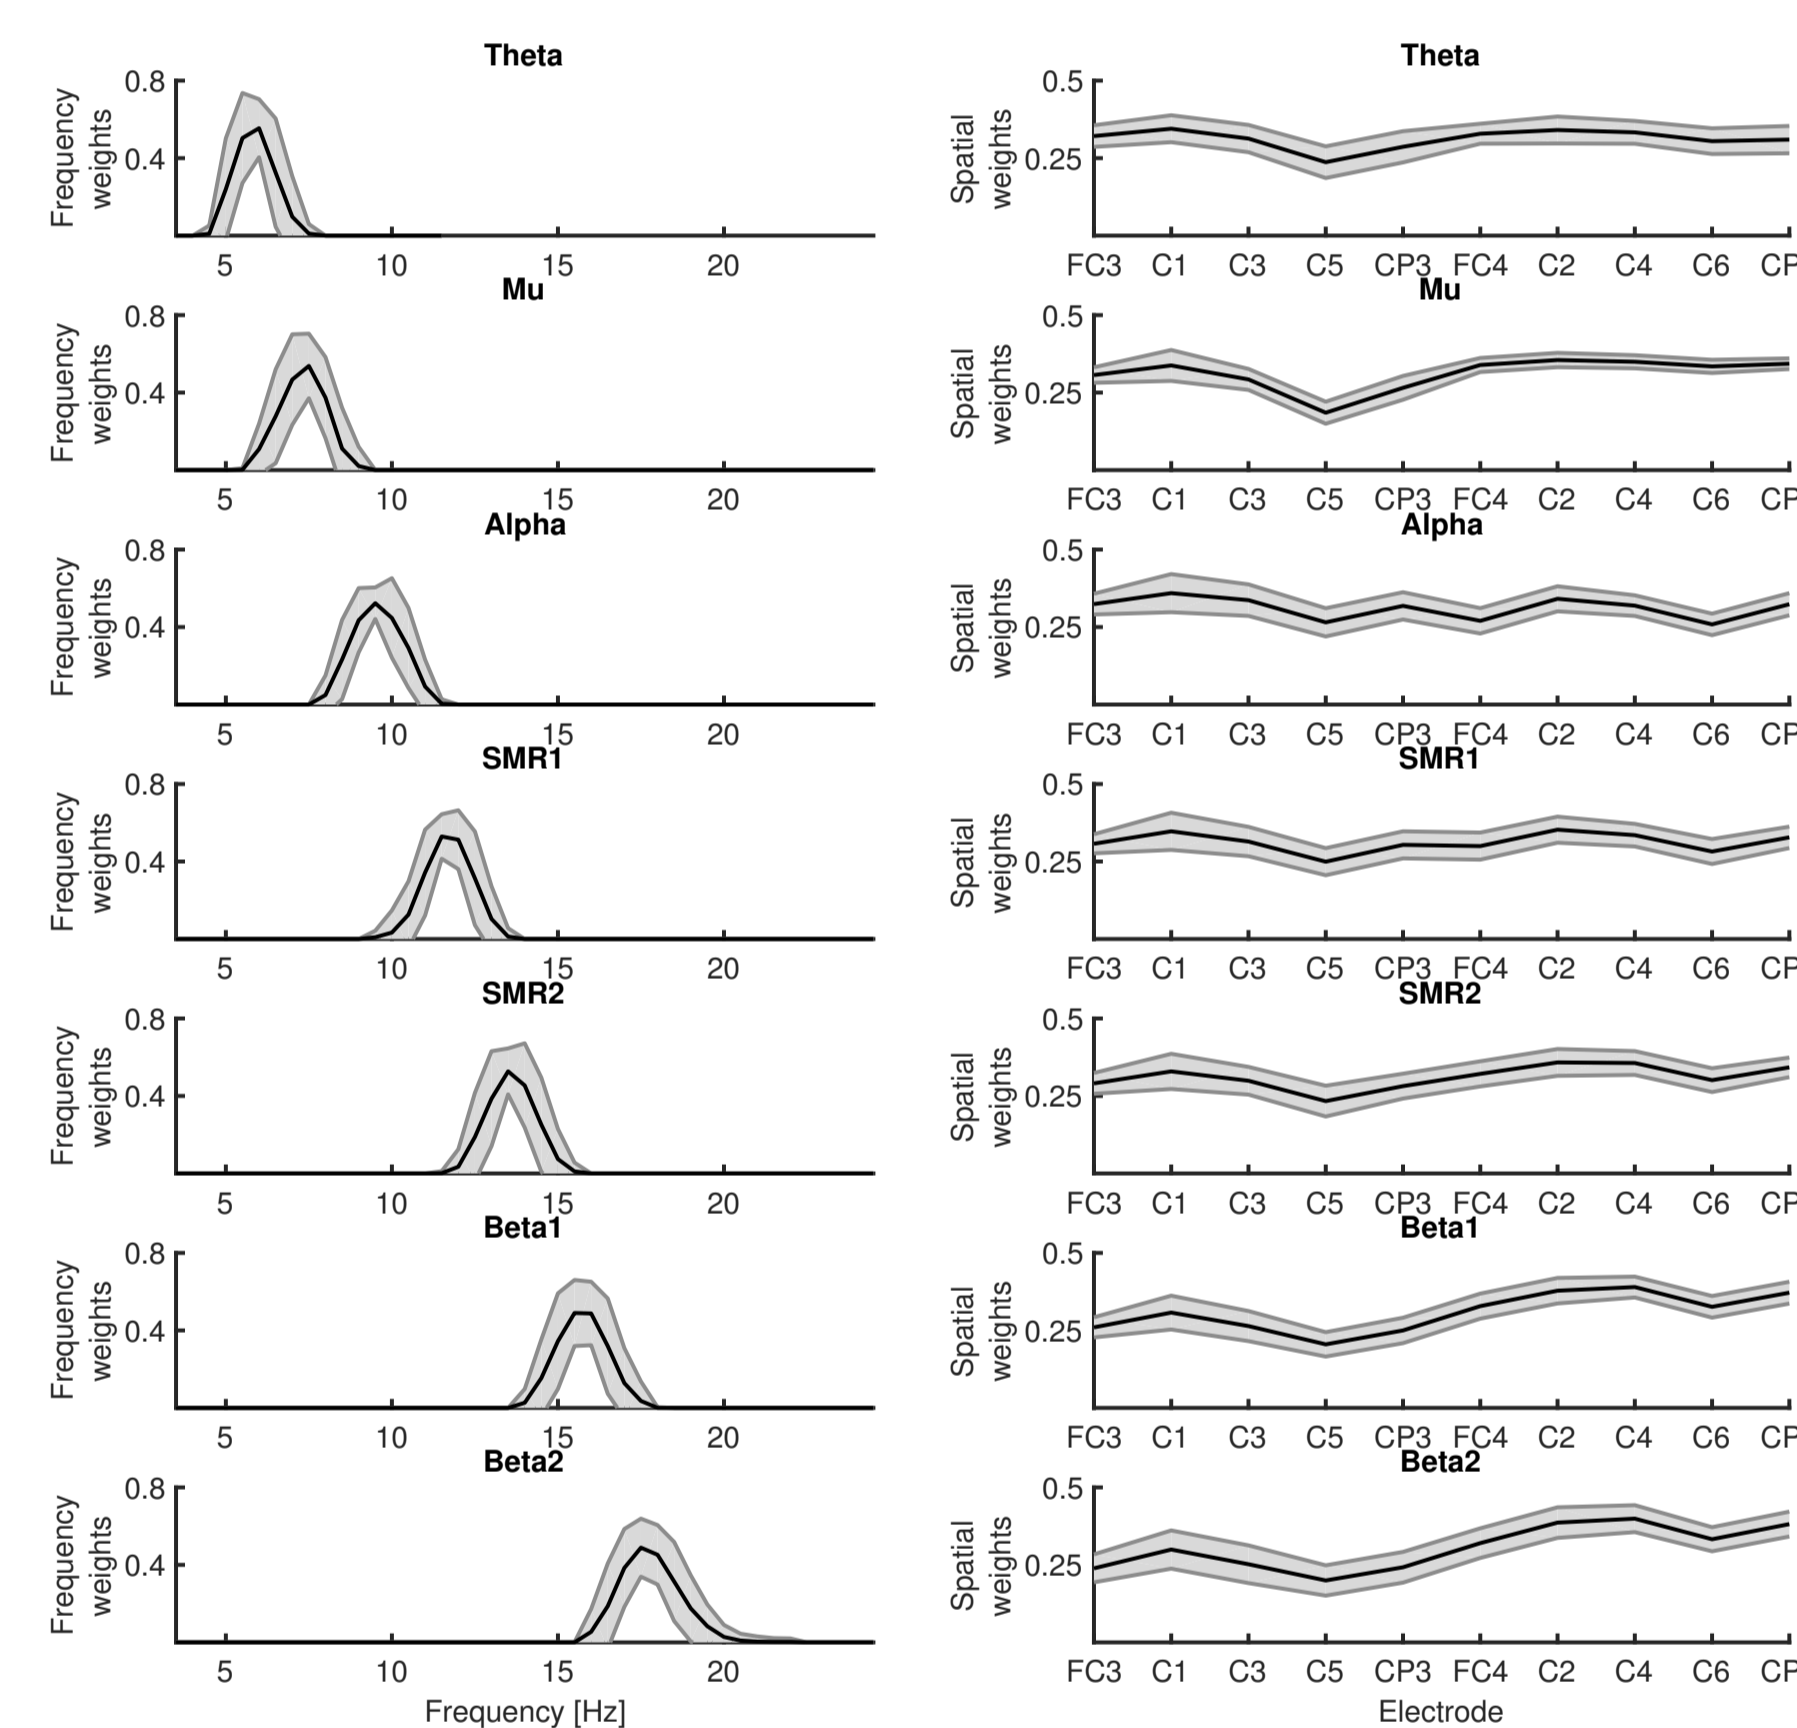 Theta
Frequency
weights
0.8
0.4
5 10 15 20
Theta
Spatial
weights
0.5
0.25
FC3 C1 C3 C5 CP3 FC4 C2 C4 C6 CP
Mu
Frequency
weights
0.8
0.4
5 10 15 20
Mu
Spatial
weights
0.5
0.25
FC3 C1 C3 C5 CP3 FC4 C2 C4 C6 CP
Alpha
Frequency
weights
0.8
0.4
5 10 15 20
Alpha
Spatial
weights
0.5
0.25
FC3 C1 C3 C5 CP3 FC4 C2 C4 C6 CP
SMR1
Frequency
weights
0.8
0.4
5 10 15 20
SMR1
Spatial
weights
0.5
0.25
FC3 C1 C3 C5 CP3 FC4 C2 C4 C6 CP
SMR2
Frequency
weights
0.8
0.4
5 10 15 20
SMR2
Spatial
weights
0.5
0.25
FC3 C1 C3 C5 CP3 FC4 C2 C4 C6 CP
Beta1
Frequency
weights
0.8
0.4
5 10 15 20
Beta1
Spatial
weights
0.5
0.25
FC3 C1 C3 C5 CP3 FC4 C2 C4 C6 CP
Beta2
Frequency
weights
0.8
0.4
5 10 15 20
Frequency [Hz]
Beta2
Spatial
weights
0.5
0.25
FC3 C1 C3 C5 CP3 FC4 C2 C4 C6 CP
Electrode